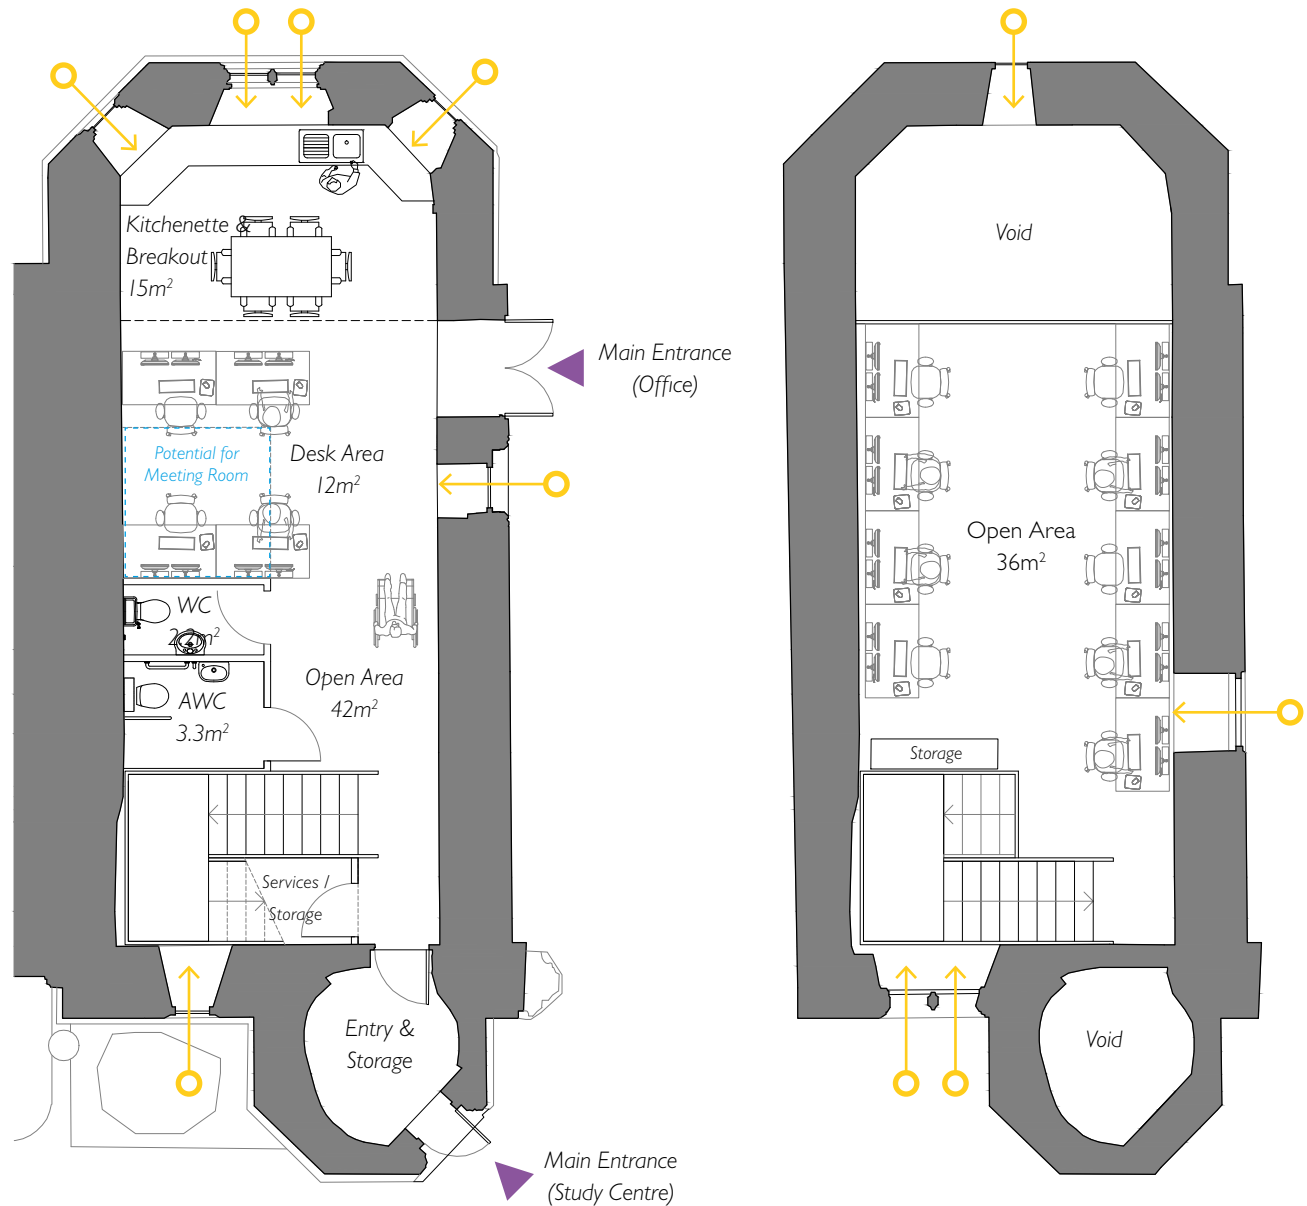 Kitchenette &
Breakout
15m²
Main Entrance
(Office)
Potential for
Meeting Room
Desk Area
12m²
WC
AWC
3.3m²
Open Area
42m²
Services /
Storage
Entry &
Storage
Main Entrance
(Study Centre)
Void
Open Area
36m²
Storage
Void